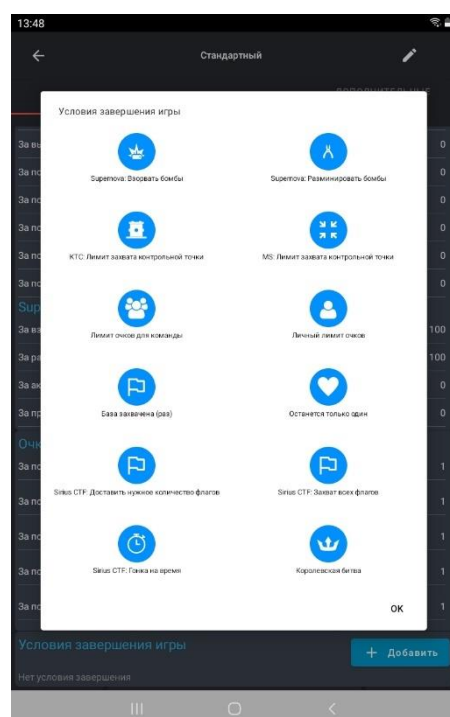 13:48
Стандартный
ДОПОЛНИТЕЛЬНЫЕ
Условия завершения игры
Supernova: Взорвать бомбы
Supernova: Разминировать бомбы
КТС: Лимит захвата контрольной точки
MS: Лимит захвата контрольной точки
Лимит очков для команды
Личный лимит очков
База захвачена (раз)
Останется только один
Sirius CTF: Доставить нужное количество флагов
Sirius CTF: Захват всех флагов
Sirius CTF: Гонка на время
Королевская битва
OK
За вы 0
За по 0
За по 0
За по 0
За по 0
За по 0
Sup
За вз 100
За ра 100
За ак 0
За пр 0
Очк
За по 1
За по 1
За по 1
За по 1
За по 1
Условия завершения игры
+ Добавить
Нет условия завершения